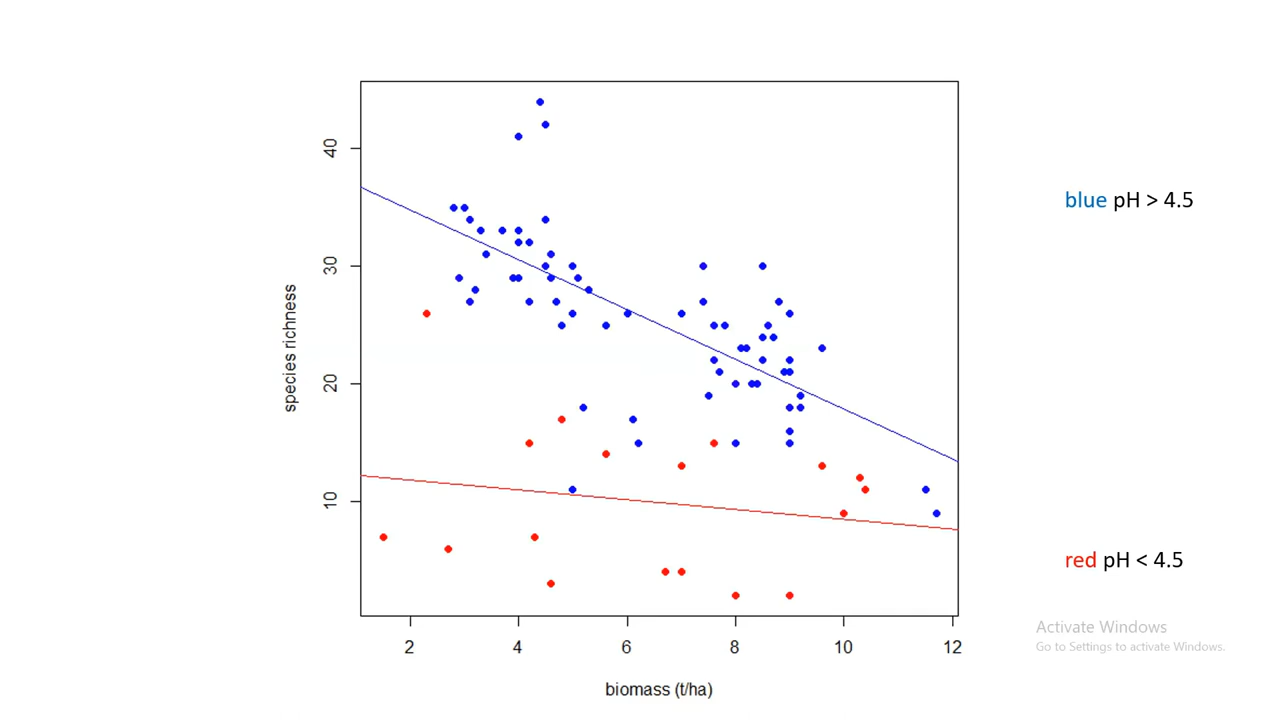 40
30
20
10
species richness
2 4 6 8 10 12
biomass (t/ha)
blue pH > 4.5
red pH < 4.5
Activate Windows
Go to Settings to activate Windows.